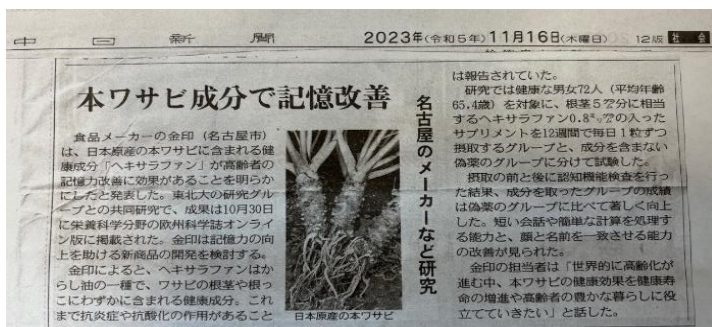 中日新聞
2023年(令和5年)11月16日(木曜日)
12版
社会
本ワサビ成分で記憶改善
名古屋のメーカーなど研究
食品メーカーの金印(名古屋市)
は、日本原産の本ワサビに含まれる健
康成分「ヘキサラファン」が高齢者の
記憶力改善に効果があることを明らか
にしたと発表した。東北大の研究グル
ープとの共同研究で、成果は10月30日
に栄養科学分野の欧州科学誌オンライ
ン版に掲載された。金印は記憶力の向
上を助ける新商品の開発を検討する。
金印によると、ヘキサラファンはか
らし油の一種で、ワサビの根茎や根っ
こにわずかに含まれる健康成分。これ
まで抗炎症や抗酸化の作用があること
日本原産の本ワサビ
は報告されていた。
研究では健康な男女72人(平均年齢
65.4歳)を対象に、根茎5㌘分に相当
するヘキサラファン0.8㍉㌘の入った
サプリメントを12週間で毎日1粒ずつ
摂取するグループと、成分を含まない
偽薬のグループに分けて試験した。
摂取の前と後に認知機能検査を行っ
た結果、成分を取ったグループの成績
は偽薬のグループに比べて著しく向上
した。短い会話や簡単な計算を処理す
る能力と、顔と名前を一致させる能力
の改善が見られた。
金印の担当者は「世界的に高齢化が
進む中、本ワサビの健康効果を健康寿
命の増進や高齢者の豊かな暮らしに役
立てていきたい」と話した。